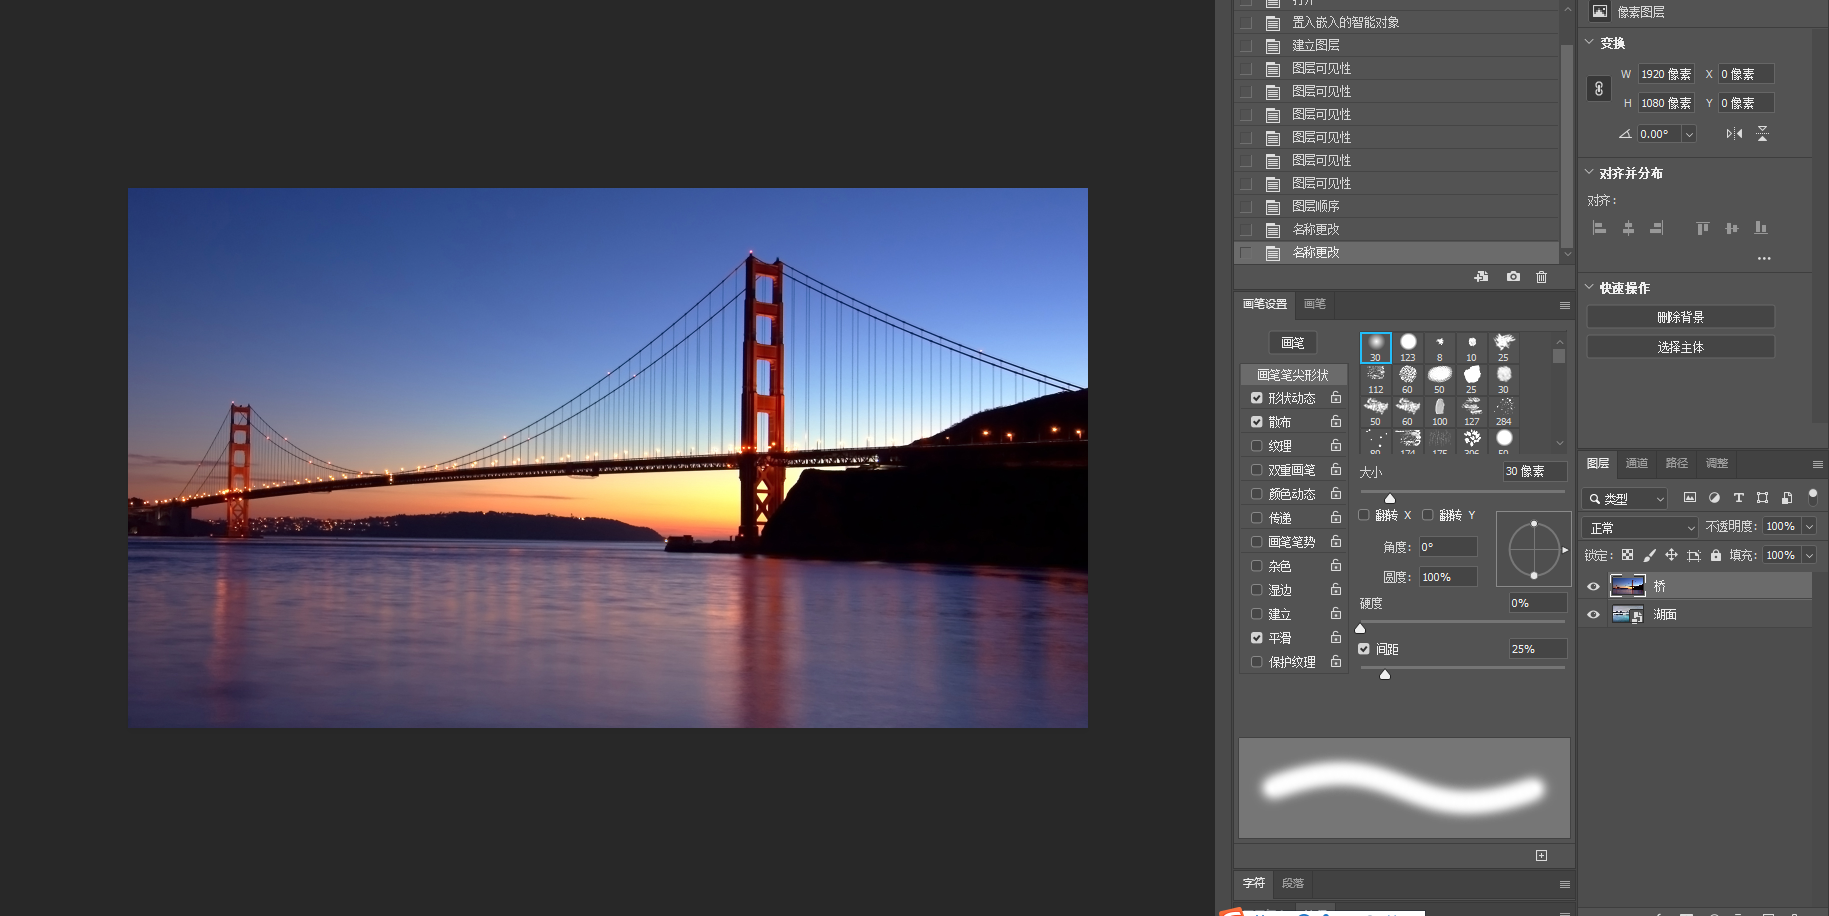 打开
置入嵌入的智能对象
建立图层
图层可见性
图层可见性
图层可见性
图层可见性
图层可见性
图层可见性
图层顺序
名称更改
名称更改
画笔设置 画笔
画笔
30 123 8 10 25
112 60 50 25 30
50 60 100 127 284
画笔笔尖形状
形状动态
散布
纹理
双重画笔
颜色动态
传递
画笔笔势
杂色
湿边
建立
平滑
保护纹理
大小 30 像素
翻转 X 翻转 Y
角度: 0°
圆度: 100%
硬度 0%
间距 25%
字符 段落
像素图层
变换
W 1920 像素 X 0 像素
H 1080 像素 Y 0 像素
0.00°
对齐并分布
对齐:
快速操作
删除背景
选择主体
图层 通道 路径 调整
类型
正常 不透明度: 100%
锁定: 填充: 100%
桥
湖面